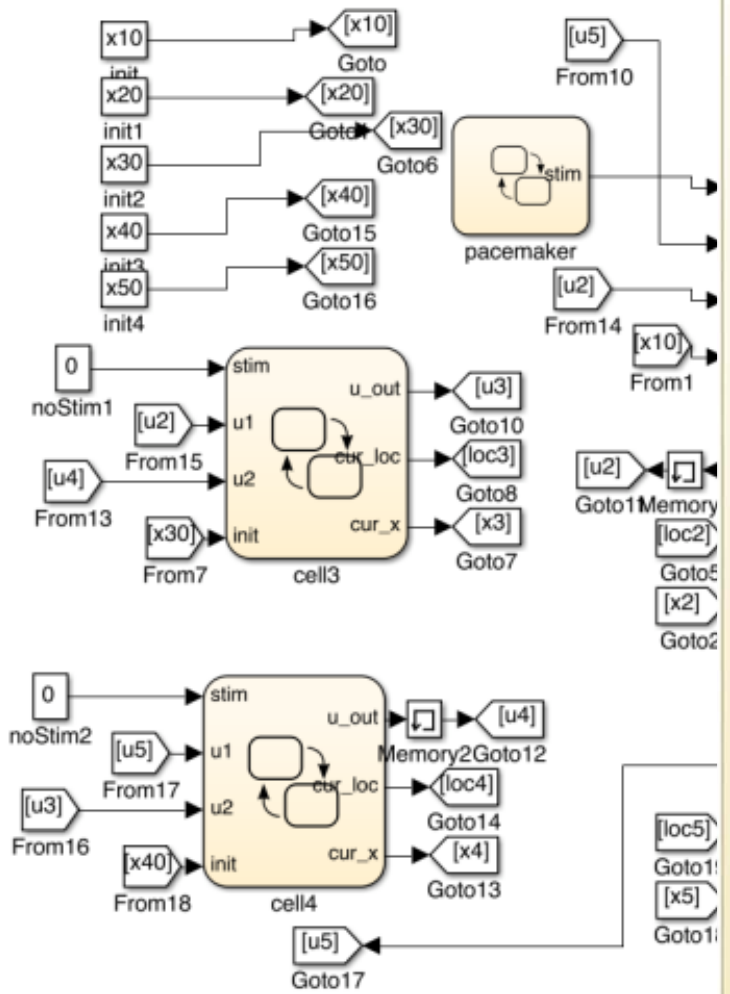 x10
init
[x10]
Goto
[u5]
From10
x20
init1
[x20]
x30
init2
[x30]
Goto6
stim
pacemaker
x40
init3
[x40]
Goto15
x50
init4
[x50]
Goto16
[u2]
From14
[x10]
From1
0
noStim1
stim
[u2]
From15
u1
[u4]
From13
u2
[x30]
From7
init
u_out
cur_loc
cur_x
cell3
[u3]
Goto10
[loc3]
Goto8
[x3]
Goto7
[u2]
Goto11
Memory
[loc2]
Goto5
[x2]
Goto2
0
noStim2
stim
[u5]
From17
u1
[u3]
From16
u2
[x40]
From18
init
u_out
cur_loc
cur_x
cell4
Memory2
[u4]
Goto12
[loc4]
Goto14
[x4]
Goto13
[loc5]
[x5]
[u5]
Goto17